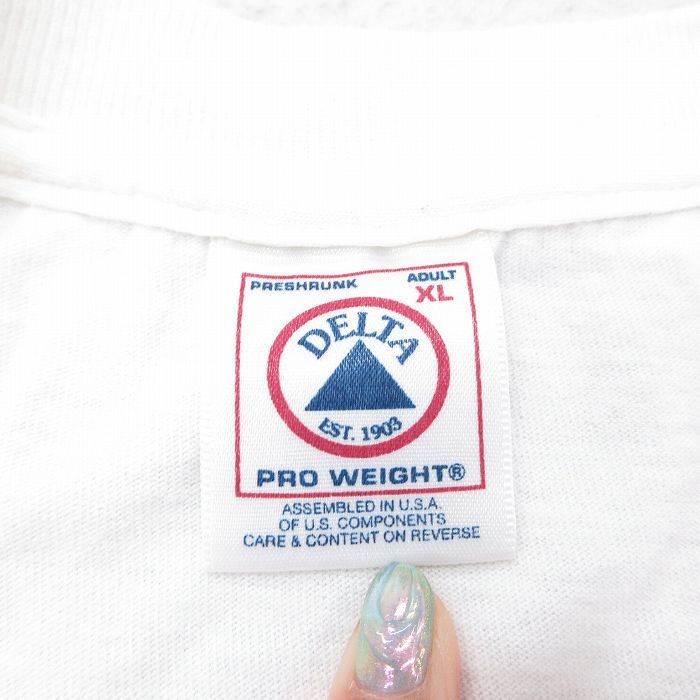 PRESHRUNK ADULT
XL
DELTA
EST. 1903
PRO WEIGHT®
ASSEMBLED IN U.S.A.
OF U.S. COMPONENTS
CARE & CONTENT ON REVERSE